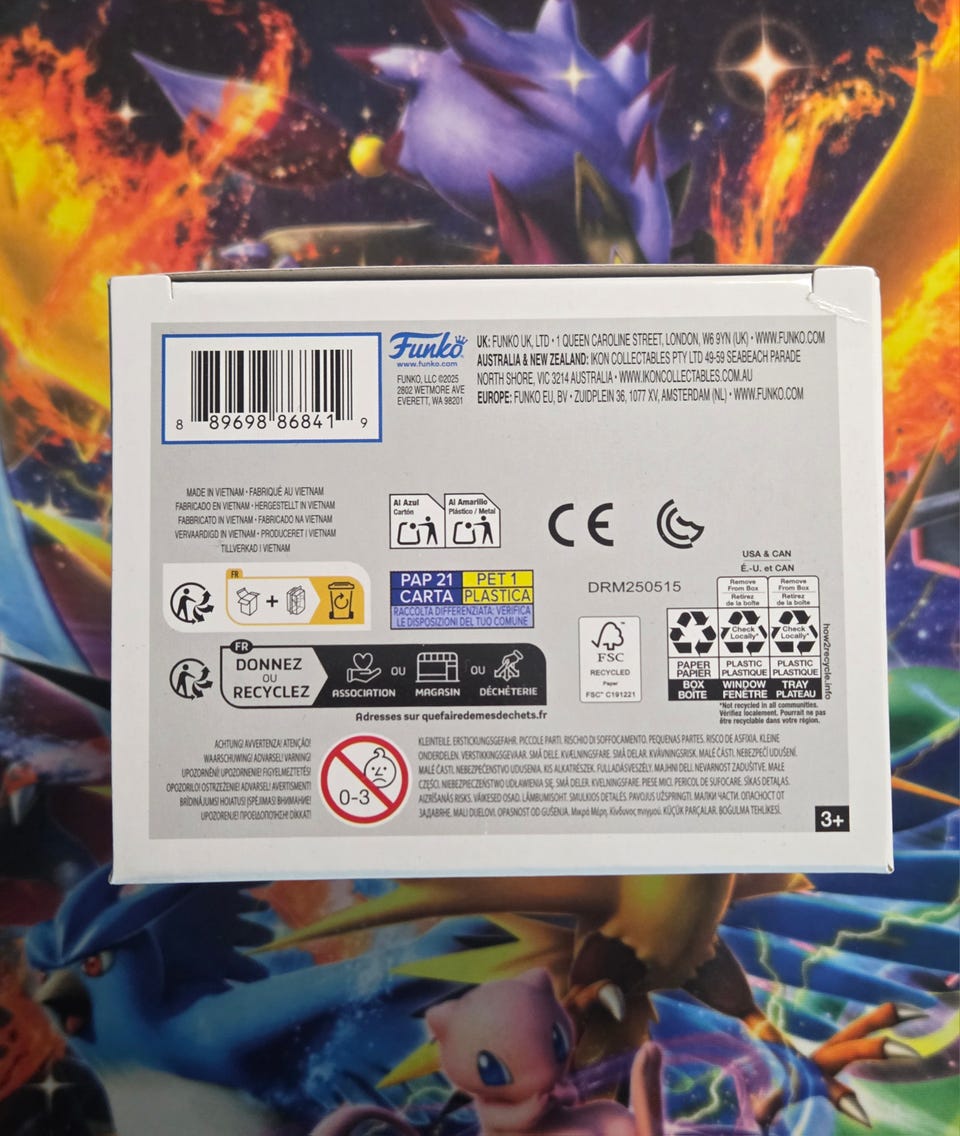 8 89698 86841 9
Funko
www.funko.com
FUNKO, LLC ©2025
2802 WETMORE AVE
EVERETT, WA 98201
UK: FUNKO UK, LTD • 1 QUEEN CAROLINE STREET, LONDON, W6 9YN (UK) • WWW.FUNKO.COM
AUSTRALIA & NEW ZEALAND: IKON COLLECTABLES PTY LTD 49-59 SEABEACH PARADE
NORTH SHORE, VIC 3214 AUSTRALIA • WWW.IKONCOLLECTABLES.COM.AU
EUROPE: FUNKO EU, BV • ZUIDPLEIN 36, 1077 XV, AMSTERDAM (NL) • WWW.FUNKO.COM
MADE IN VIETNAM • FABRIQUÉ AU VIETNAM
FABRICADO EN VIETNAM • HERGESTELLT IN VIETNAM
FABBRICATO IN VIETNAM • FABRICADO NA VIETNAM
VERVAARDIGD IN VIETNAM • PRODUCERET I VIETNAM
TILLVERKAD I VIETNAM
Al Azul
Cartón
Al Amarillo
Plástico / Metal
CE
FR
+
PAP 21
CARTA
PET 1
PLASTICA
RACCOLTA DIFFERENZIATA: VERIFICA
LE DISPOSIZIONI DEL TUO COMUNE
DRM250515
FSC
RECYCLED
Paper
FSC® C191221
USA & CAN
É.-U. et CAN
Remove
From Box
Retirez
de la boîte
Remove
From Box
Retirez
de la boîte
Check
Locally*
Check
Locally*
PAPER
PAPIER
BOX
BOÎTE
PLASTIC
PLASTIQUE
WINDOW
FENÊTRE
PLASTIC
PLASTIQUE
TRAY
PLATEAU
how2recycle.info
*Not recycled in all communities.
Vérifiez localement. Pourrait ne pas
être recyclable dans votre région.
FR
DONNEZ
OU
RECYCLEZ
ASSOCIATION
OU
MAGASIN
OU
DÉCHÈTERIE
Adresses sur quefairedemesdechets.fr
ACHTUNG! AVVERTENZA! ATENÇÃO!
WAARSCHUWING! ADVARSEL! VARNING!
UPOZORNĚNÍ! UPOZORNENIE! FIGYELMEZTETÉS!
OPOZORILO! OSTRZEŻENIE! ADVARSEL! AVERTISMENT!
BRĪDINĀJUMS! HOIATUS! ĮSPĖJIMAS! ВНИМАНИЕ!
UPOZORENJE! ΠΡΟΕΙΔΟΠΟΙΗΣΗ! DİKKAT!
0-3
KLEINTEILE. ERSTICKUNGSGEFAHR. PICCOLE PARTI. RISCHIO DI SOFFOCAMENTO. PEQUENAS PARTES. RISCO DE ASFIXIA. KLEINE
ONDERDELEN. VERSTIKKINGSGEVAAR. SMÅ DELE. KVÆLNINGSFARE. SMÅ DELAR. KVÄVNINGSRISK. MALÉ ČÁSTI. NEBEZPEČÍ UDUŠENÍ.
MALÉ ČASTI. NEBEZPEČENSTVO UDUSENIA. KIS ALKATRÉSZEK. FULLADÁSVESZÉLY. MAJHNI DELI. NEVARNOST ZADUŠITVE. MAŁE
CZĘŚCI. NIEBEZPIECZEŃSTWO UDŁAWIENIA SIĘ. SMÅ DELER. KVELNINGSFARE. PIESE MICI. PERICOL DE SUFOCARE. SĪKAS DETAĻAS.
AIZRĪŠANĀS RISKS. VÄIKESED OSAD. LÄMBUMISOHT. SMULKIOS DETALĖS. PAVOJUS UŽSPRINGTI. МАЛКИ ЧАСТИ. ОПАСНОСТ ОТ
ЗАДАВЯНЕ. MALI DIJELOVI. OPASNOST OD GUŠENJA. Μικρά Μέρη. Κίνδυνος πνιγμού. KÜÇÜK PARÇALAR. BOĞULMA TEHLİKESİ.
3+